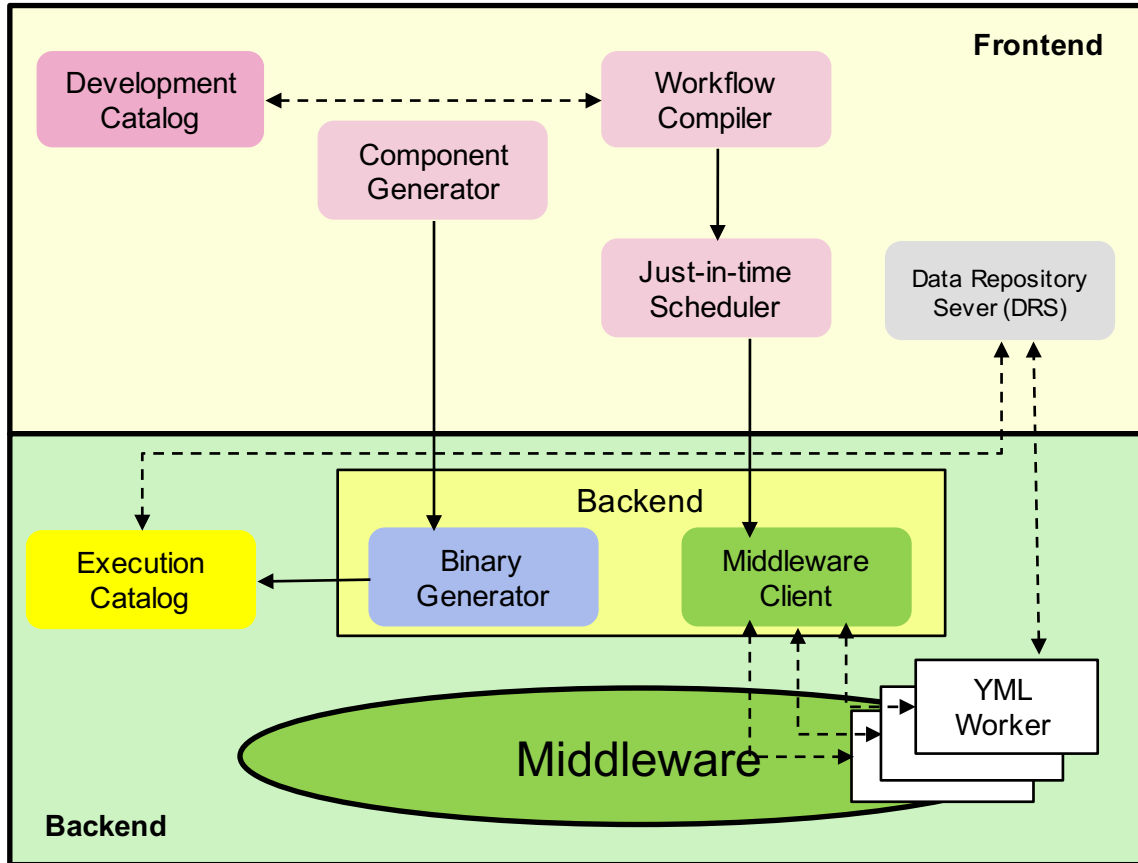 Frontend
Development
Catalog
Workflow
Compiler
Component
Generator
Just-in-time
Scheduler
Data Repository
Sever (DRS)
Backend
Execution
Catalog
Binary
Generator
Middleware
Client
YML
Worker
Middleware
Backend